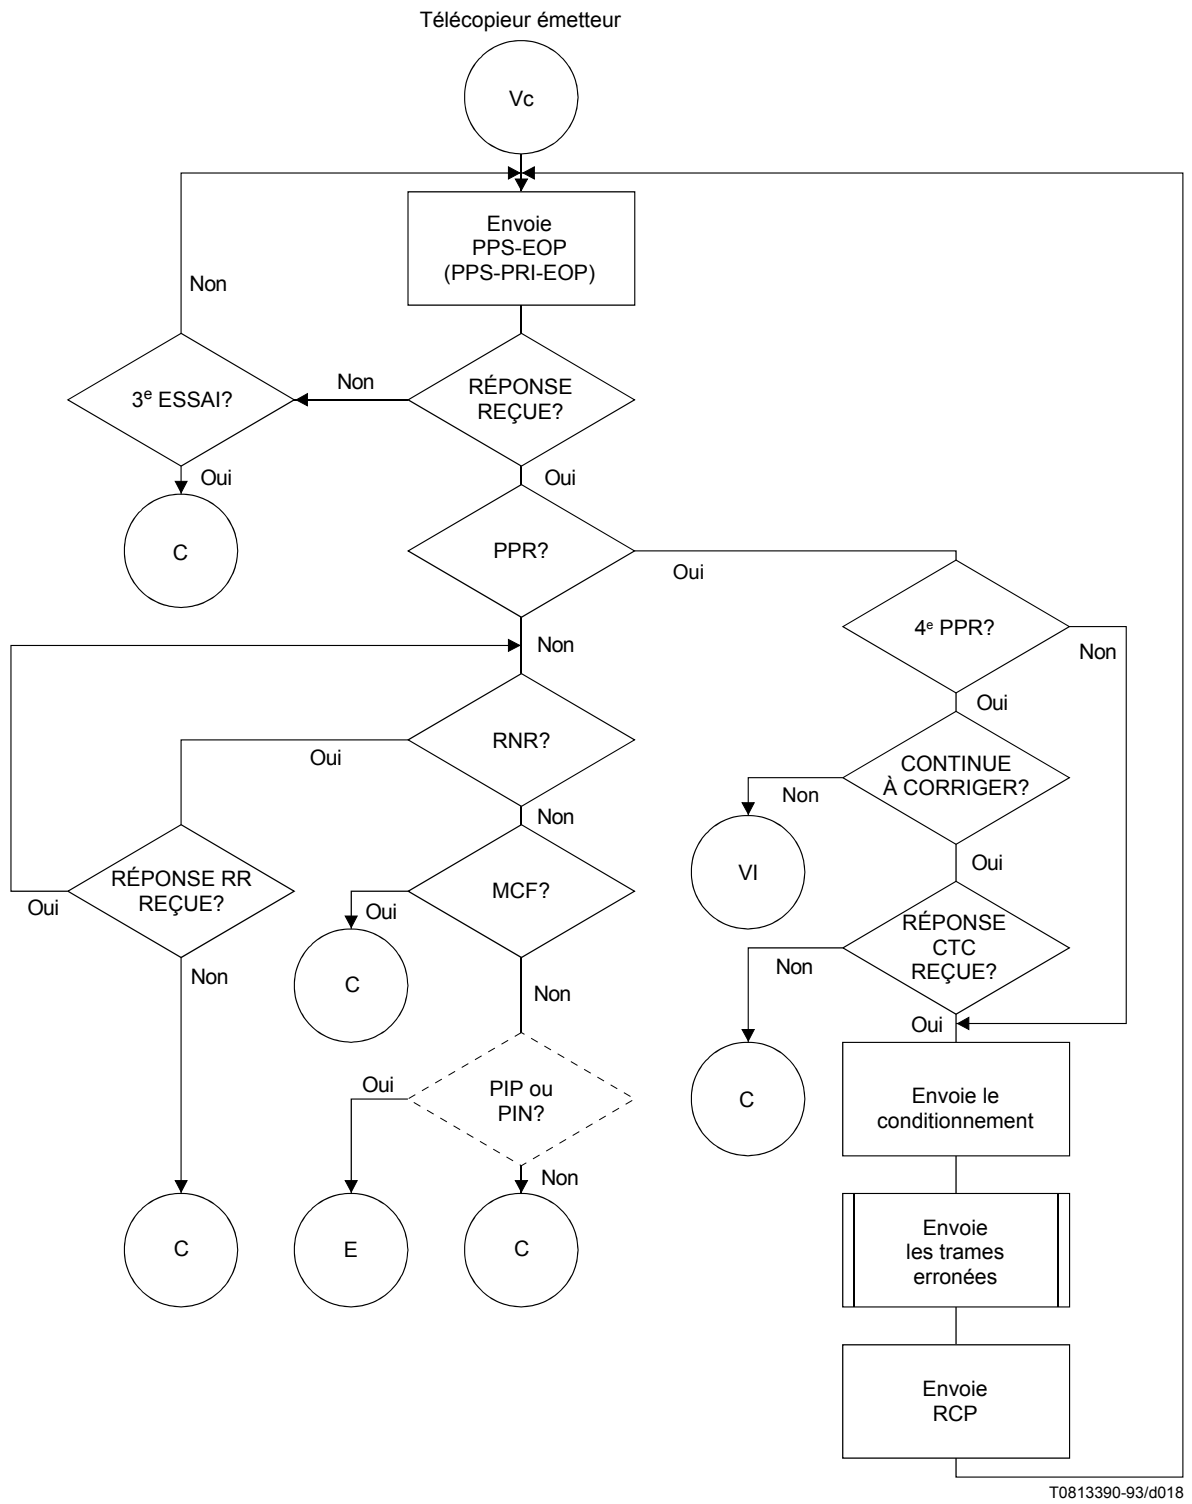 Télécopieur émetteur
Vc
Envoie
PPS-EOP
(PPS-PRI-EOP)
Non
3e ESSAI?
Non
RÉPONSE
REÇUE?
Oui
Oui
C
PPR?
Oui
4e PPR?
Non
Non
Oui
RNR?
Oui
CONTINUE
À CORRIGER?
Non
Non
Oui
VI
RÉPONSE RR
REÇUE?
Oui
MCF?
Oui
Non
C
RÉPONSE
CTC
REÇUE?
Non
Non
Oui
C
PIP ou
PIN?
Oui
Non
Envoie le
conditionnement
C
E
C
Envoie
les trames
erronées
Envoie
RCP
T0813390-93/d018